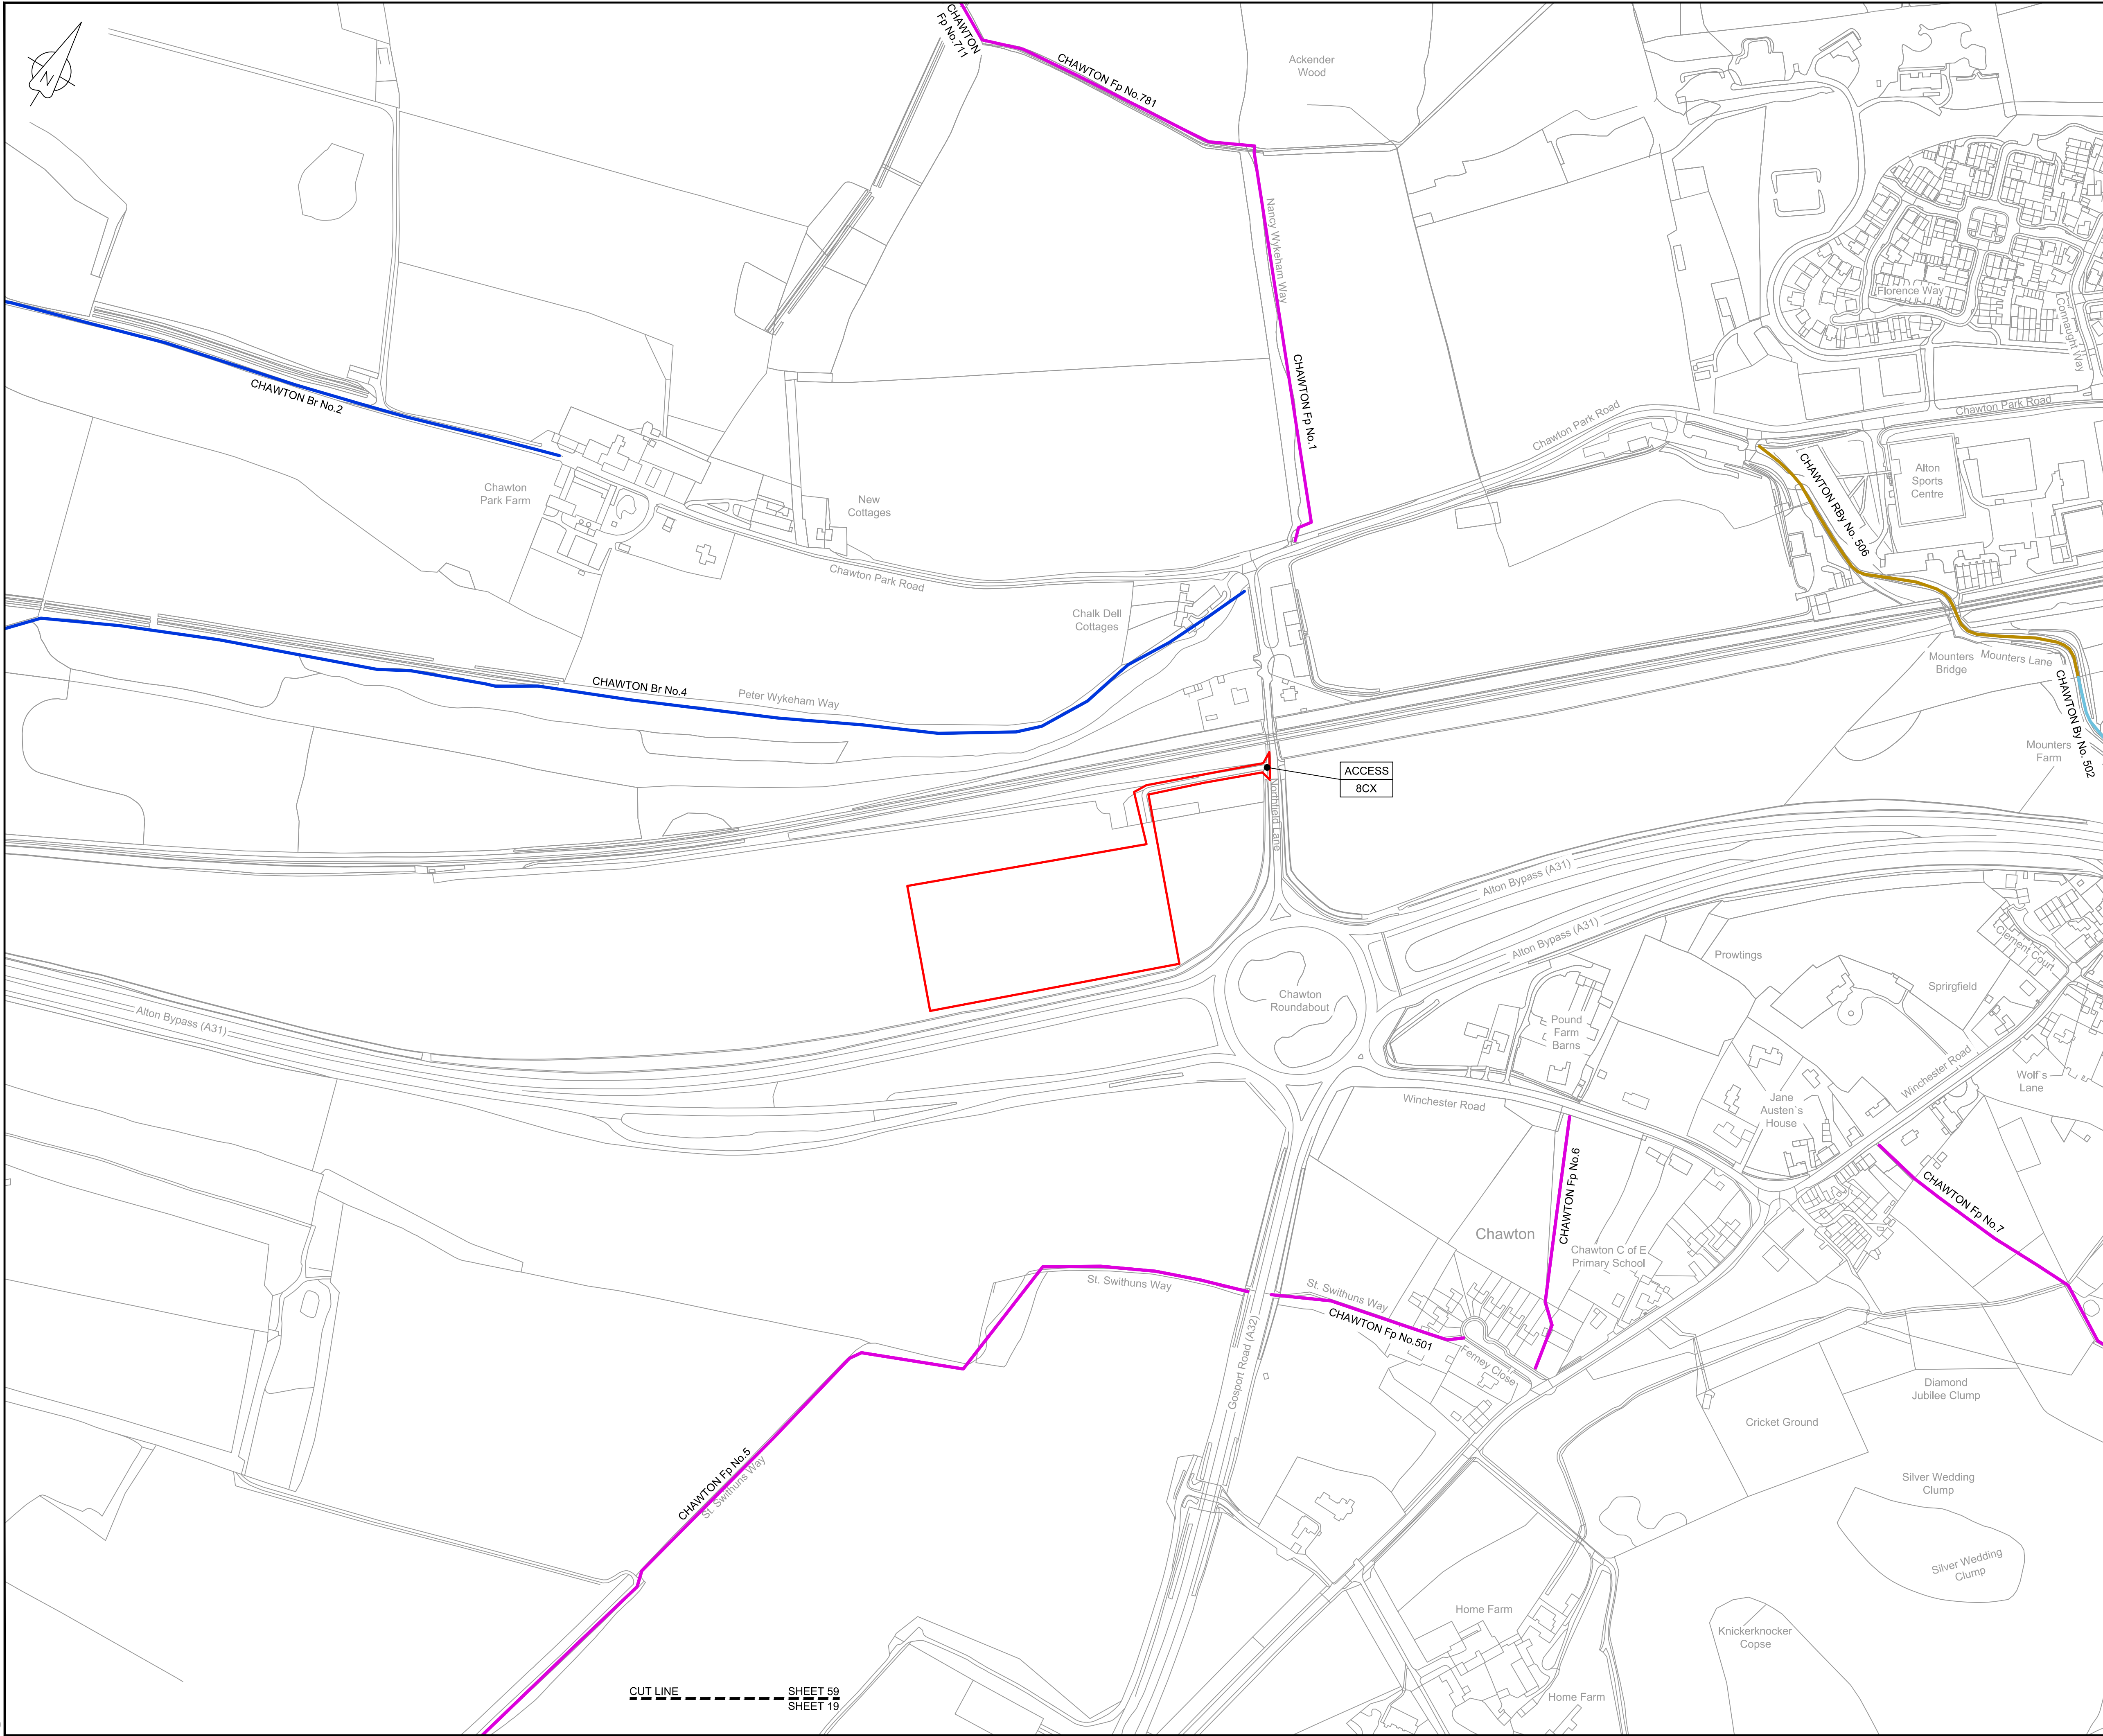 N
CHAWTON
Fp No.711
CHAWTON Fp No.781
Ackender
Wood
Nancy Wykeham Way
CHAWTON Fp No.1
Florence Way
Connaught Way
CHAWTON Br No.2
Chawton Park Road
Chawton Park Road
Chawton
Park Farm
New
Cottages
Chawton Park Road
Alton
Sports
Centre
CHAWTON RBy No. 506
Chalk Dell
Cottages
CHAWTON Br No.4
Peter Wykeham Way
Mounters
Bridge
Mounters Lane
CHAWTON By No. 502
Mounters
Farm
ACCESS
8CX
Northfield Lane
Alton Bypass (A31)
Alton Bypass (A31)
Alton Bypass (A31)
Chawton
Roundabout
Prowtings
Clement Court
Sprirgfield
Pound
Farm
Barns
Winchester Road
Winchester Road
Wolf`s
Lane
Jane
Austen`s
House
CHAWTON Fp No.6
CHAWTON Fp No.7
Chawton
Chawton C of E
Primary School
St. Swithuns Way
St. Swithuns Way
CHAWTON Fp No.501
Ferney Close
Gosport Road (A32)
Diamond
Jubilee Clump
Cricket Ground
CHAWTON Fp No.5
St. Swithuns Way
Silver Wedding
Clump
Silver Wedding
Clump
Home Farm
Knickerknocker
Copse
Home Farm
CUT LINE SHEET 59
SHEET 19